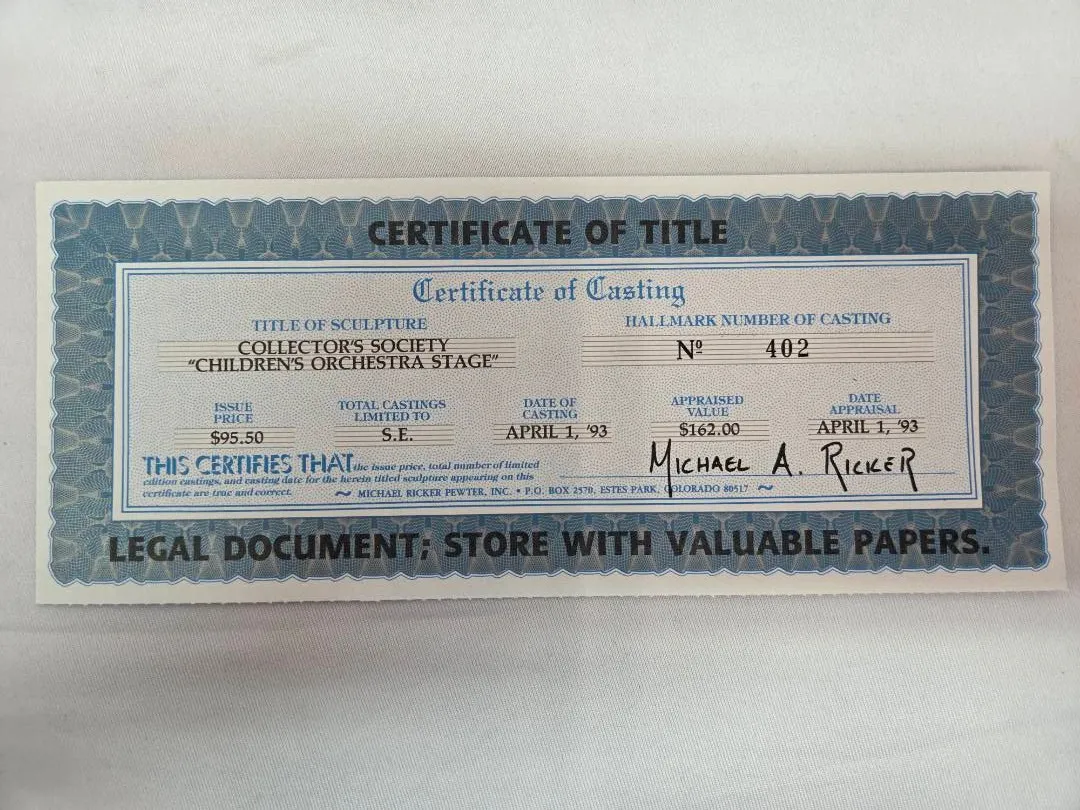 CERTIFICATE OF TITLE
Certificate of Casting
TITLE OF SCULPTURE
HALLMARK NUMBER OF CASTING
COLLECTOR'S SOCIETY
"CHILDREN'S ORCHESTRA STAGE"
Nº 402
ISSUE PRICE
TOTAL CASTINGS LIMITED TO
DATE OF CASTING
APPRAISED VALUE
DATE APPRAISAL
$95.50
S.E.
APRIL 1, '93
$162.00
APRIL 1, '93
THIS CERTIFIES THAT the issue price, total number of limited
edition castings, and casting date for the herein titled sculpture appearing on this
certificate are true and correct.
MICHAEL A. RICKER
~ MICHAEL RICKER PEWTER, INC. • P.O. BOX 2570, ESTES PARK, COLORADO 80517 ~
LEGAL DOCUMENT; STORE WITH VALUABLE PAPERS.